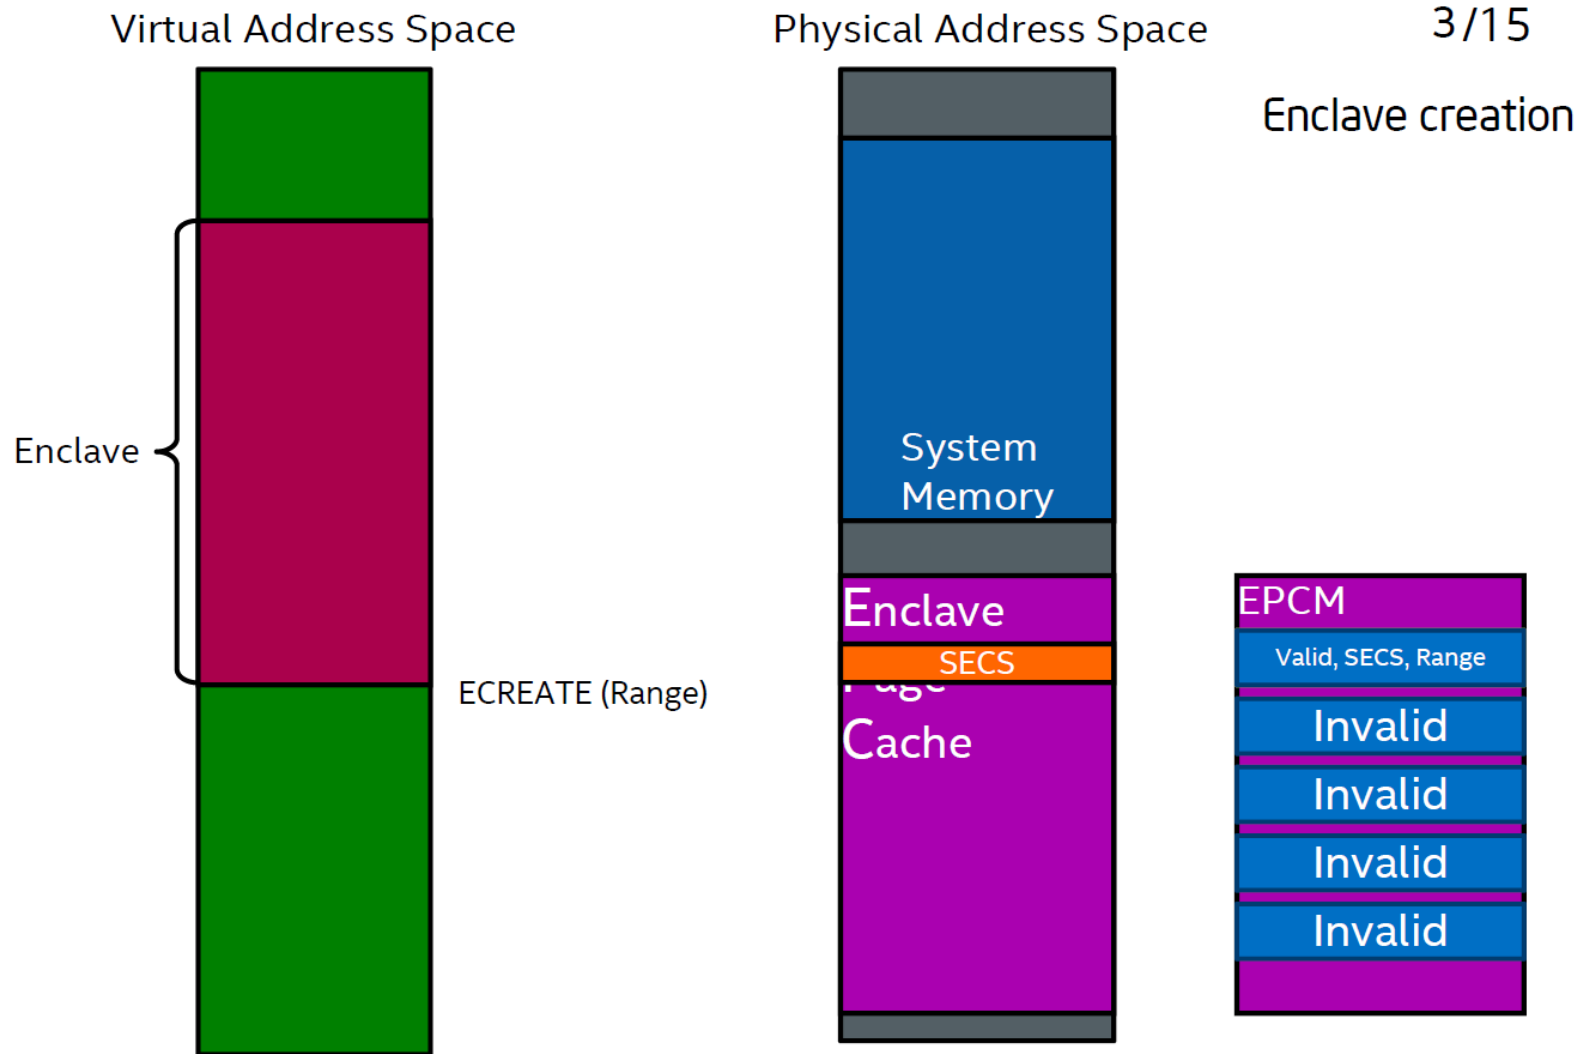 Virtual Address Space
Physical Address Space
3/15
Enclave creation
Enclave
System
Memory
ECREATE (Range)
Enclave
SECS
Page
Cache
EPCM
Valid, SECS, Range
Invalid
Invalid
Invalid
Invalid